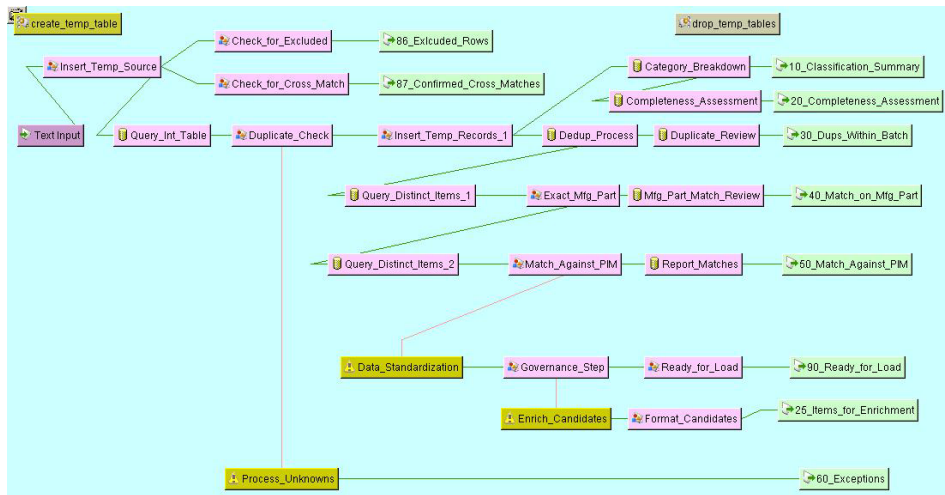 create_temp_table
drop_temp_tables
Check_for_Excluded
86_Exlcuded_Rows
Insert_Temp_Source
Category_Breakdown
10_Classification_Summary
Check_for_Cross_Match
87_Confirmed_Cross_Matches
Completeness_Assessment
20_Completeness_Assessment
Text Input
Query_Int_Table
Duplicate_Check
Insert_Temp_Records_1
Dedup_Process
Duplicate_Review
30_Dups_Within_Batch
Query_Distinct_Items_1
Exact_Mfg_Part
Mfg_Part_Match_Review
40_Match_on_Mfg_Part
Query_Distinct_Items_2
Match_Against_PIM
Report_Matches
50_Match_Against_PIM
Data_Standardization
Governance_Step
Ready_for_Load
90_Ready_for_Load
Enrich_Candidates
Format_Candidates
25_Items_for_Enrichment
Process_Unknowns
60_Exceptions